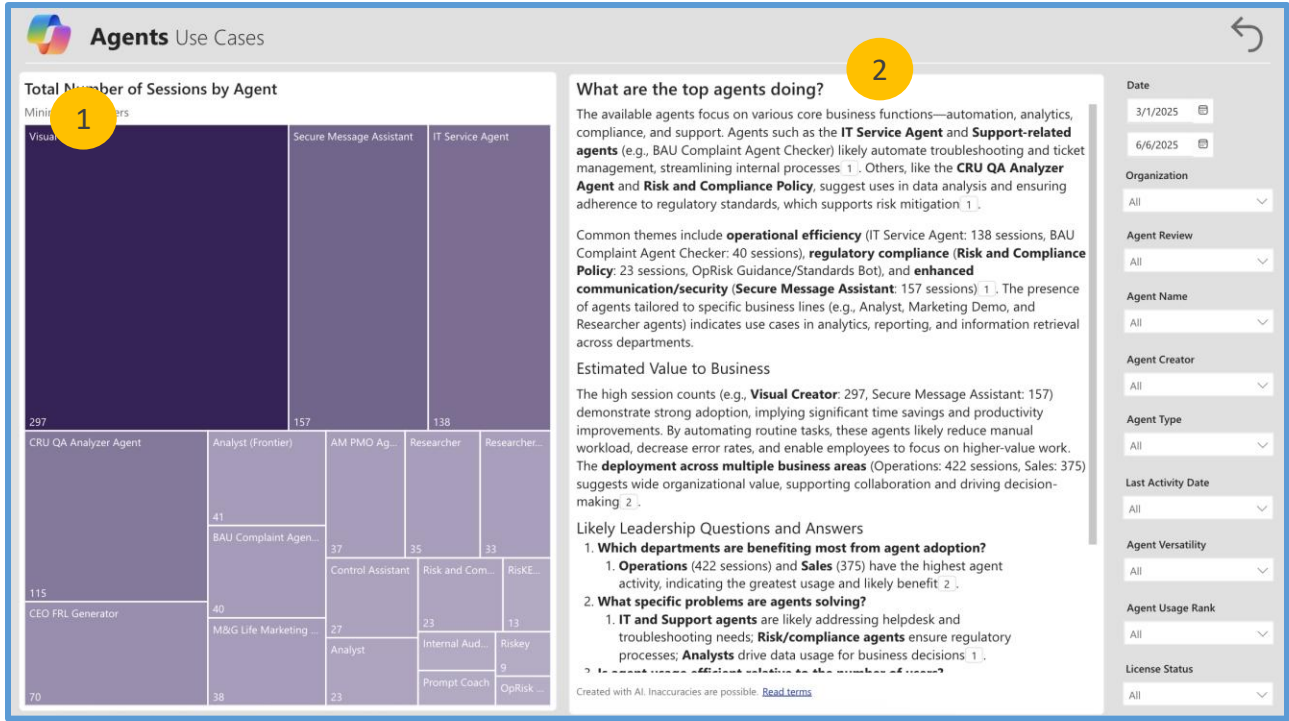 Agents Use Cases
Total Number of Sessions by Agent
1
Visual
297
Secure Message Assistant
157
IT Service Agent
138
CRU QA Analyzer Agent
115
CEO FRL Generator
70
Analyst (Frontier)
41
BAU Complaint Agen...
40
M&G Life Marketing ...
38
AM PMO Ag...
37
Researcher
35
Researcher...
33
Control Assistant
27
Analyst
23
Risk and Com...
23
RisKE...
13
Internal Aud...
Prompt Coach
Riskey
9
OpRisk ...
2
What are the top agents doing?
The available agents focus on various core business functions—automation, analytics,
compliance, and support. Agents such as the IT Service Agent and Support-related
agents (e.g., BAU Complaint Agent Checker) likely automate troubleshooting and ticket
management, streamlining internal processes 1 . Others, like the CRU QA Analyzer
Agent and Risk and Compliance Policy, suggest uses in data analysis and ensuring
adherence to regulatory standards, which supports risk mitigation 1 .
Common themes include operational efficiency (IT Service Agent: 138 sessions, BAU
Complaint Agent Checker: 40 sessions), regulatory compliance (Risk and Compliance
Policy: 23 sessions, OpRisk Guidance/Standards Bot), and enhanced
communication/security (Secure Message Assistant: 157 sessions) 1 . The presence
of agents tailored to specific business lines (e.g., Analyst, Marketing Demo, and
Researcher agents) indicates use cases in analytics, reporting, and information retrieval
across departments.
Estimated Value to Business
The high session counts (e.g., Visual Creator: 297, Secure Message Assistant: 157)
demonstrate strong adoption, implying significant time savings and productivity
improvements. By automating routine tasks, these agents likely reduce manual
workload, decrease error rates, and enable employees to focus on higher-value work.
The deployment across multiple business areas (Operations: 422 sessions, Sales: 375)
suggests wide organizational value, supporting collaboration and driving decision-
making 2 .
Likely Leadership Questions and Answers
1. Which departments are benefiting most from agent adoption?
1. Operations (422 sessions) and Sales (375) have the highest agent
activity, indicating the greatest usage and likely benefit 2 .
2. What specific problems are agents solving?
1. IT and Support agents are likely addressing helpdesk and
troubleshooting needs; Risk/compliance agents ensure regulatory
processes; Analysts drive data usage for business decisions 1 .
3. Is agent usage efficient relative to the number of users?
Created with AI. Inaccuracies are possible. Read terms
Date
3/1/2025
6/6/2025
Organization
All
Agent Review
All
Agent Name
All
Agent Creator
All
Agent Type
All
Last Activity Date
All
Agent Versatility
All
Agent Usage Rank
All
License Status
All